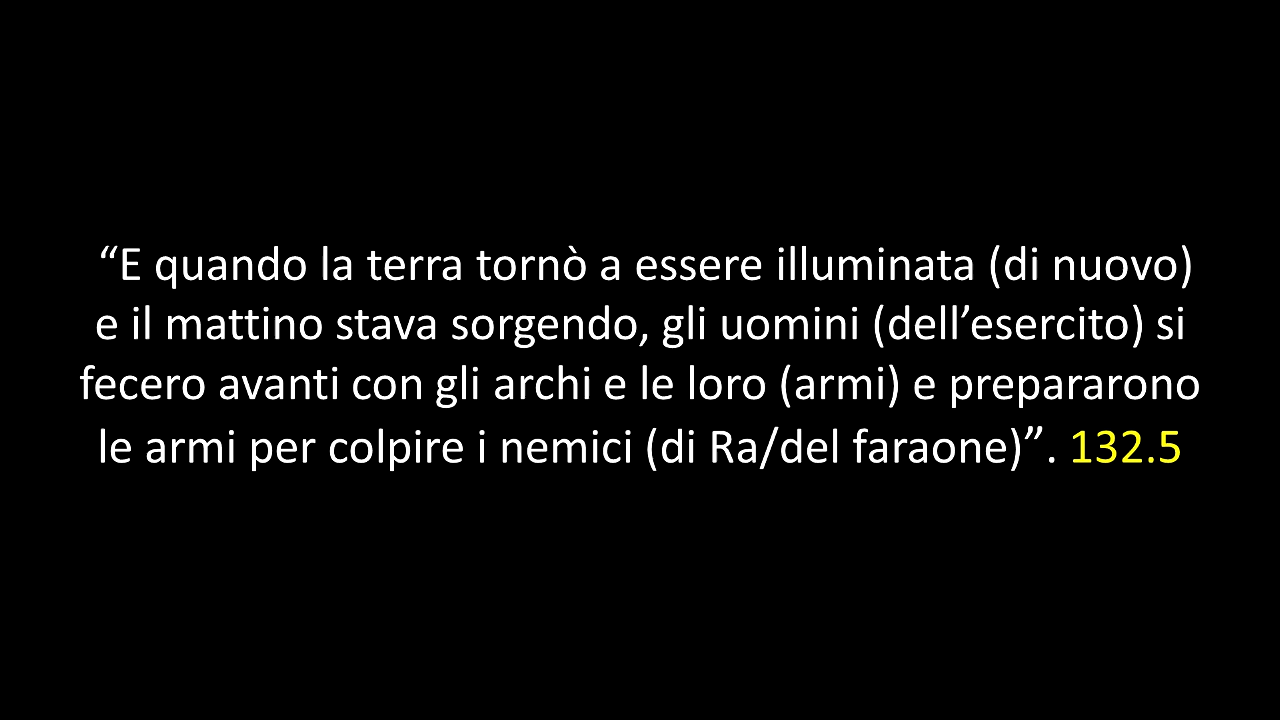 “E quando la terra tornò a essere illuminata (di nuovo)
e il mattino stava sorgendo, gli uomini (dell’esercito) si
fecero avanti con gli archi e le loro (armi) e prepararono
le armi per colpire i nemici (di Ra/del faraone)”. 132.5